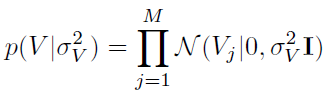 p(V|σ_V^2) = ∏_{j=1}^{M} 𝒩(V_j|0, σ_V^2 𝐈)